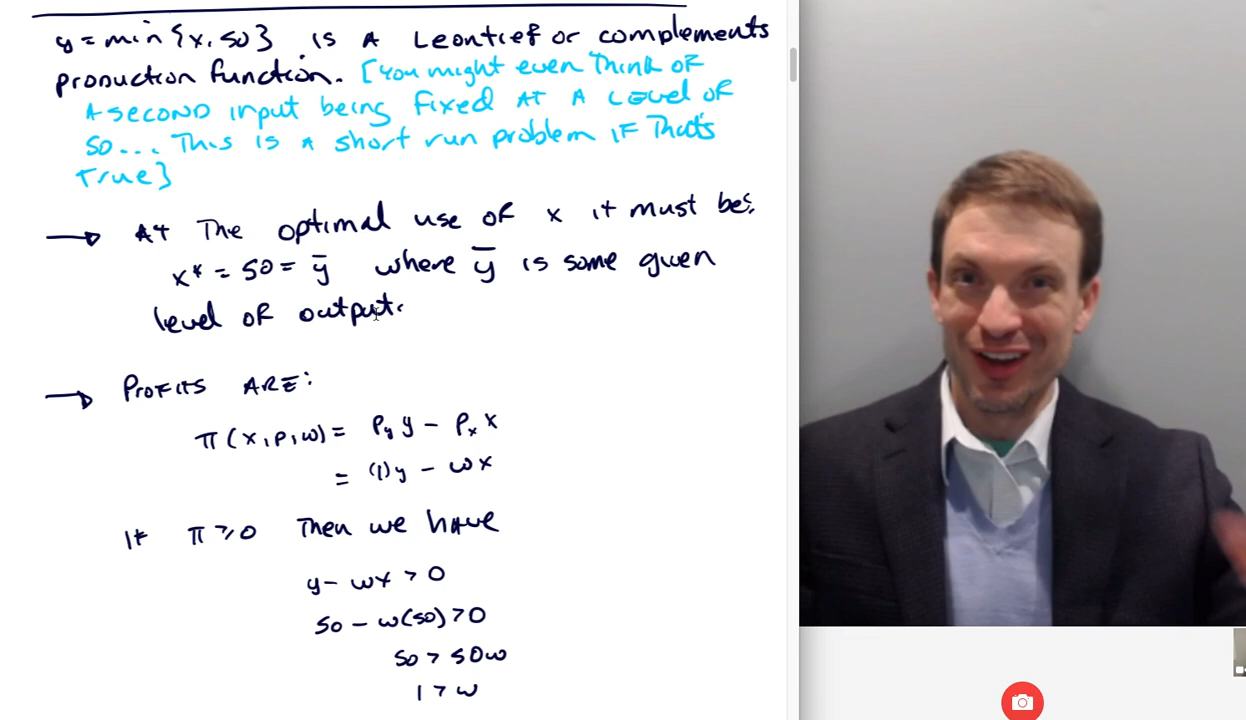 y = min {x, 50} is A Leontief or complements
production function. [You might even Think of
A second input being fixed AT A Level of
50... This is A short run problem IF That's
True]
→ At The optimal use of x it must be:
x* = 50 = ȳ where ȳ is some given
level of output.
→ Profits ARE:
π(x, p, w) = Py y - Px x
= (1)y - wx
If π ≥ 0 Then we have
y - wx > 0
50 - w(50) > 0
50 > 50w
1 > w